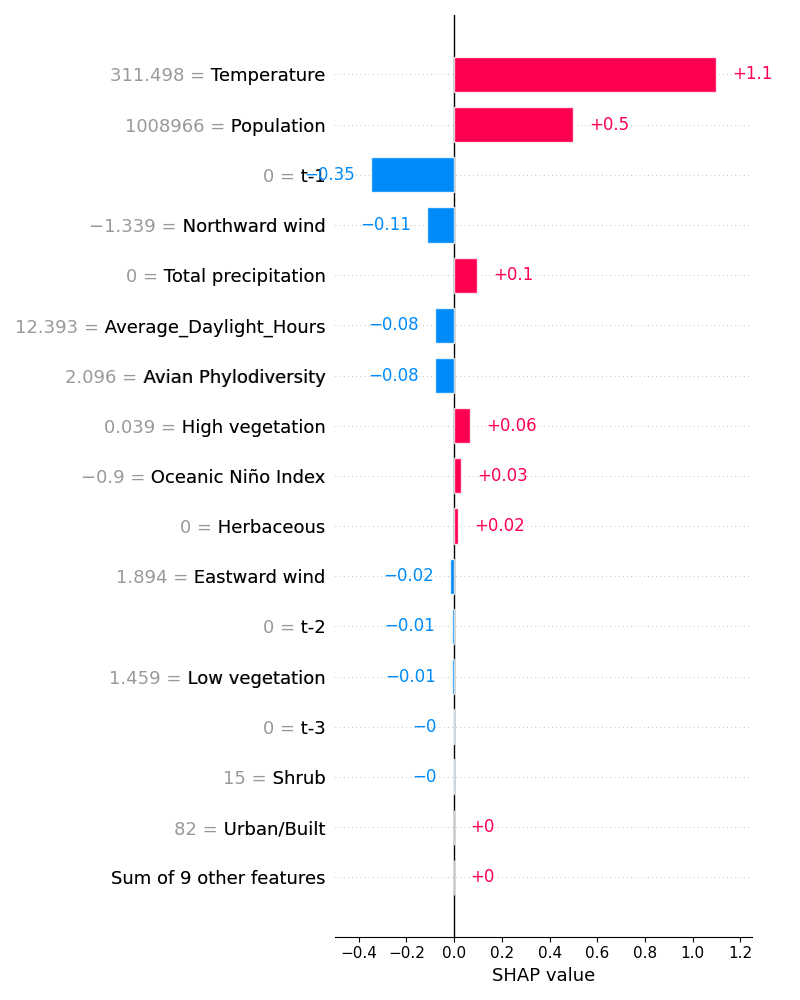 311.498 = Temperature +1.1
1008966 = Population +0.5
0 = t-1 −0.35
−1.339 = Northward wind −0.11
0 = Total precipitation +0.1
12.393 = Average_Daylight_Hours −0.08
2.096 = Avian Phylodiversity −0.08
0.039 = High vegetation +0.06
−0.9 = Oceanic Niño Index +0.03
0 = Herbaceous +0.02
1.894 = Eastward wind −0.02
0 = t-2 −0.01
1.459 = Low vegetation −0.01
0 = t-3 −0
15 = Shrub −0
82 = Urban/Built +0
Sum of 9 other features +0
−0.4 −0.2 0.0 0.2 0.4 0.6 0.8 1.0 1.2
SHAP value